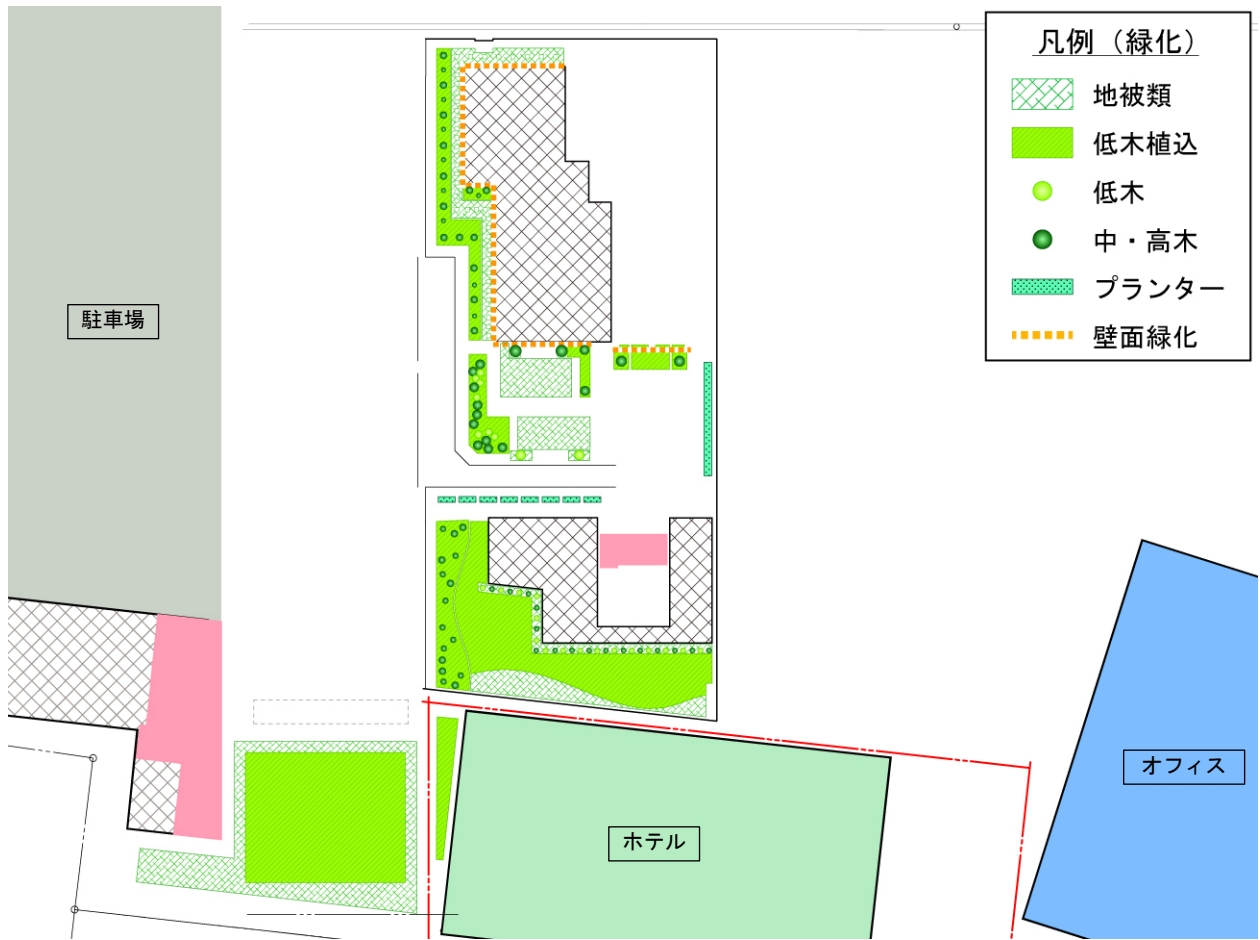 凡例（緑化）
地被類
低木植込
低木
中・高木
プランター
壁面緑化
駐車場
オフィス
ホテル